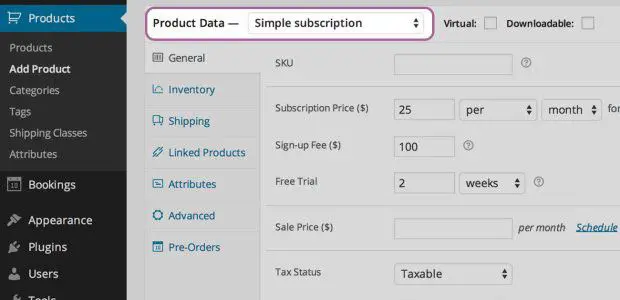 Products
Products
Add Product
Categories
Tags
Shipping Classes
Attributes
Bookings
Appearance
Plugins
Users
Tools
Product Data — Simple subscription Virtual: Downloadable:
General
Inventory
Shipping
Linked Products
Attributes
Advanced
Pre-Orders
SKU
Subscription Price ($) 25 per month for
Sign-up Fee ($) 100
Free Trial 2 weeks
Sale Price ($) per month Schedule
Tax Status Taxable